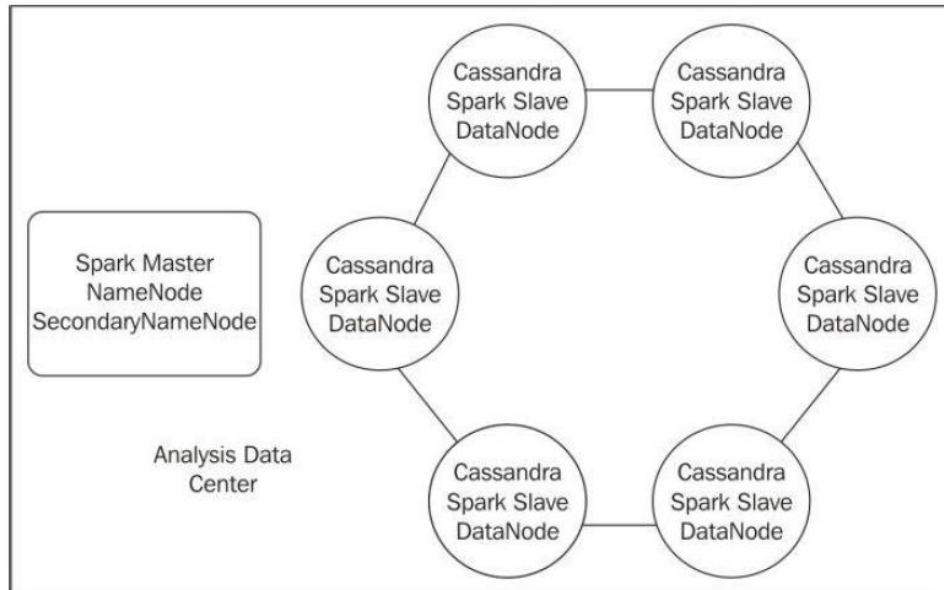 Cassandra
Spark Slave
DataNode
Cassandra
Spark Slave
DataNode
Spark Master
NameNode
SecondaryNameNode
Cassandra
Spark Slave
DataNode
Cassandra
Spark Slave
DataNode
Analysis Data
Center
Cassandra
Spark Slave
DataNode
Cassandra
Spark Slave
DataNode